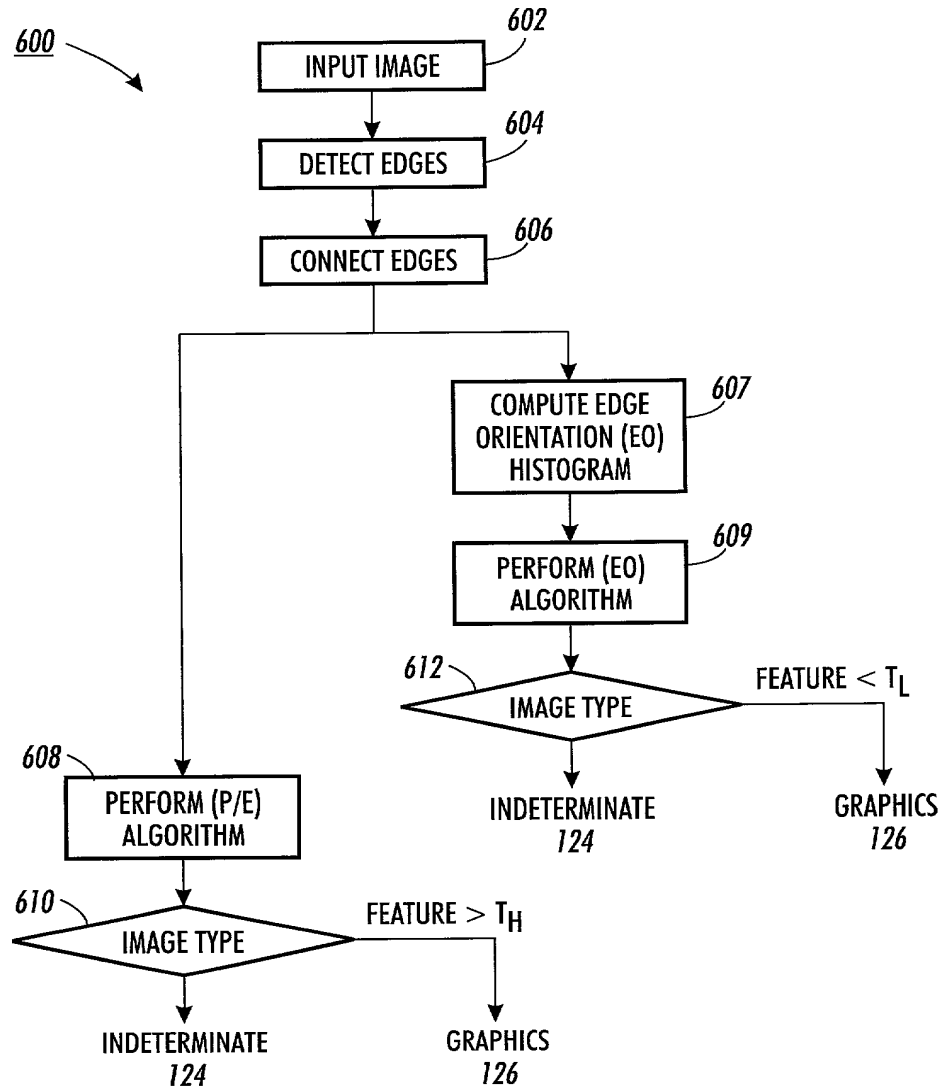 600
602
INPUT IMAGE
604
DETECT EDGES
606
CONNECT EDGES
607
COMPUTE EDGE
ORIENTATION (EO)
HISTOGRAM
609
PERFORM (EO)
ALGORITHM
612
IMAGE TYPE
FEATURE < TL
INDETERMINATE
124
GRAPHICS
126
608
PERFORM (P/E)
ALGORITHM
610
IMAGE TYPE
FEATURE > TH
INDETERMINATE
124
GRAPHICS
126